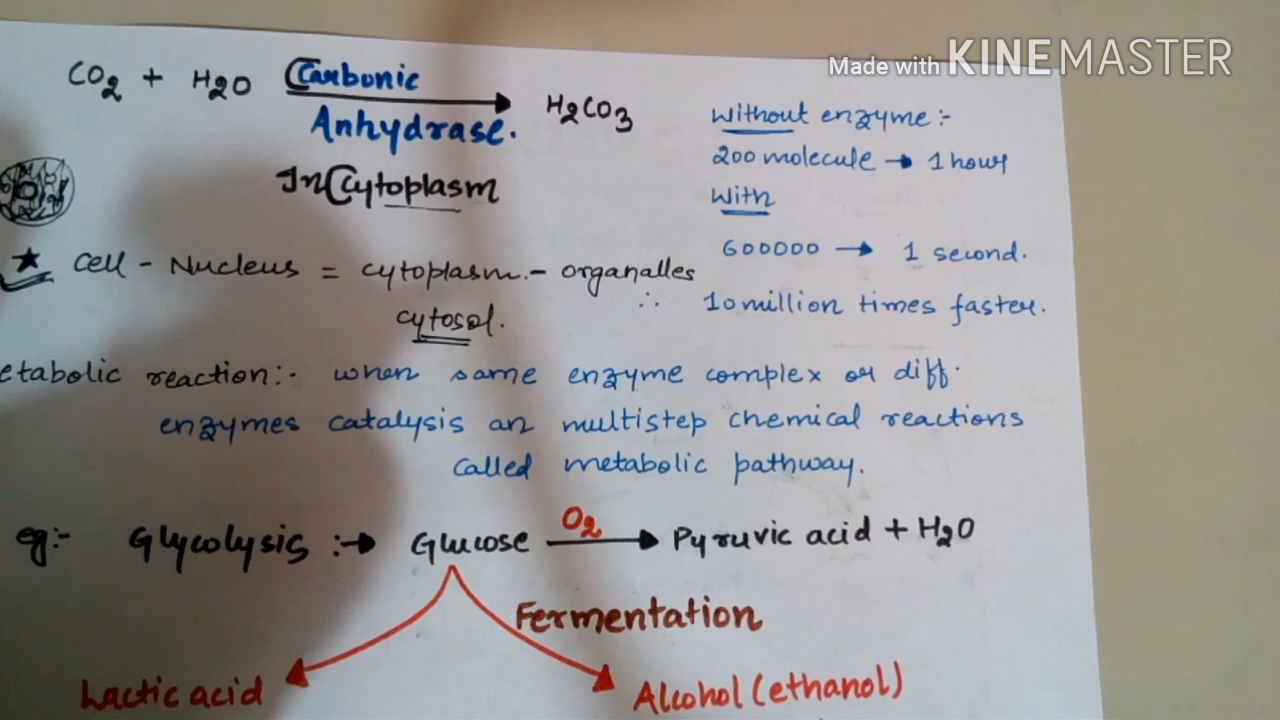 Made with KINEMASTER
CO2 + H2O Carbonic Anhydrase. H2CO3
In Cytoplasm
Without enzyme:-
200 molecule → 1 hour
With
600000 → 1 second.
∴ 10 million times faster.
★ Cell - Nucleus = cytoplasm - organalles
cytosol.
etabolic reaction:- when same enzyme complex or diff.
enzymes catalysis an multistep chemical reactions
called metabolic pathway.
eg:- Glycolysis :→ Glucose O2 → Pyruvic acid + H2O
Fermentation
Lactic acid
Alcohol (ethanol)